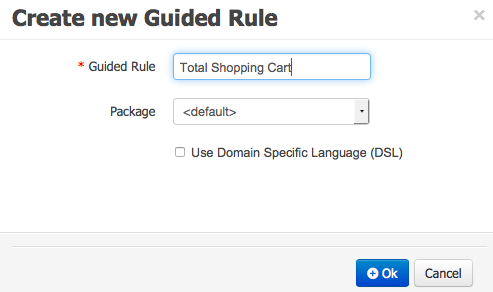 Create new Guided Rule ×
* Guided Rule Total Shopping Cart
Package <default>
Use Domain Specific Language (DSL)
Ok Cancel